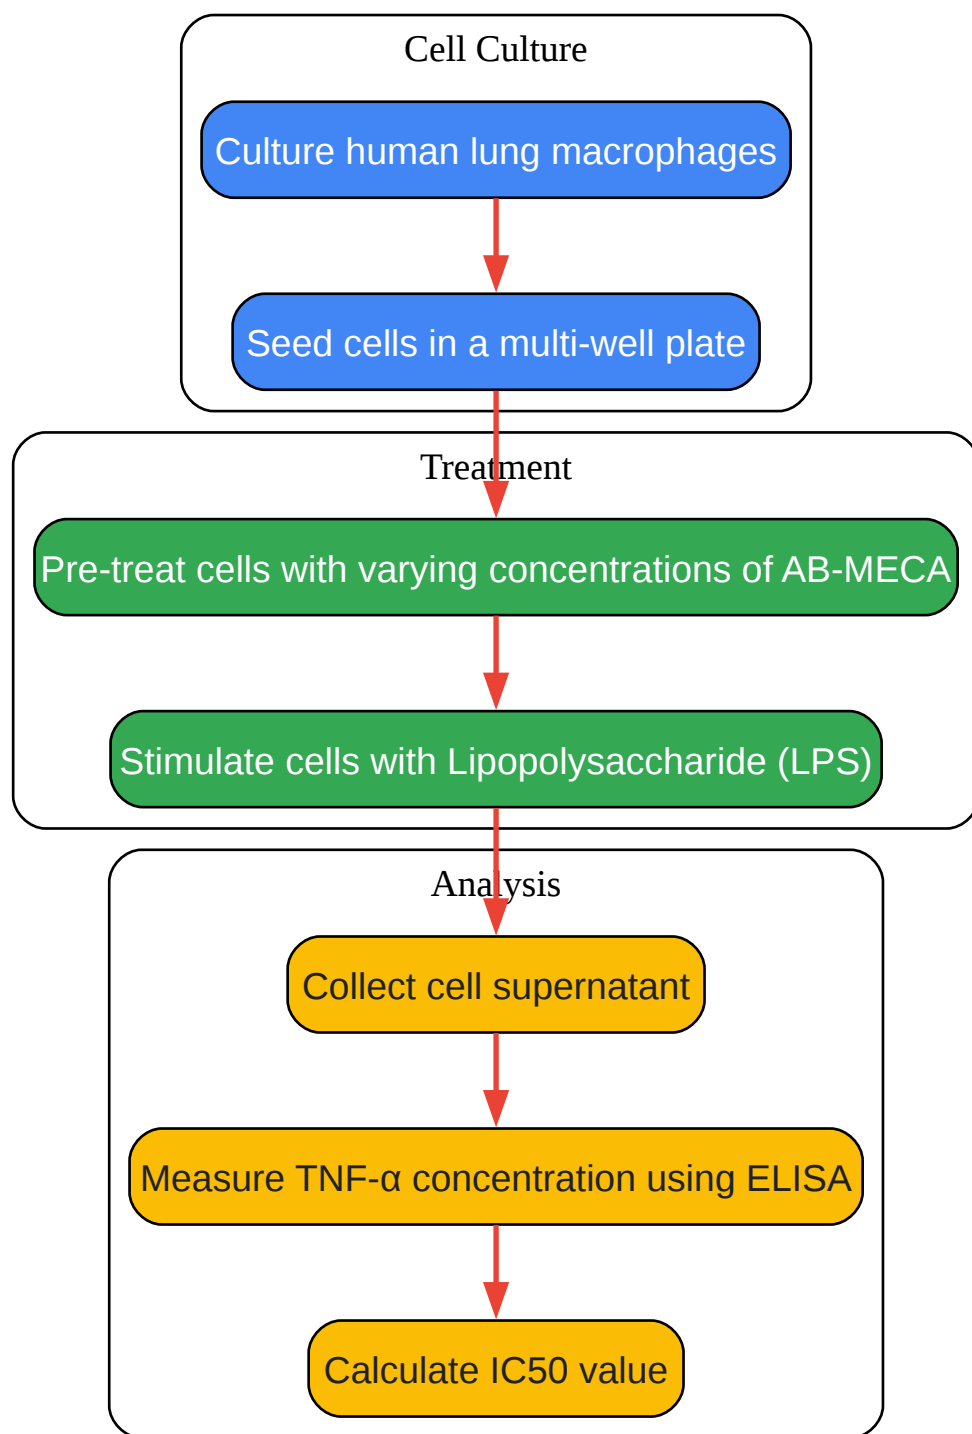 Cell Culture
Culture human lung macrophages
Seed cells in a multi-well plate
Treatment
Pre-treat cells with varying concentrations of AB-MECA
Stimulate cells with Lipopolysaccharide (LPS)
Analysis
Collect cell supernatant
Measure TNF-α concentration using ELISA
Calculate IC50 value